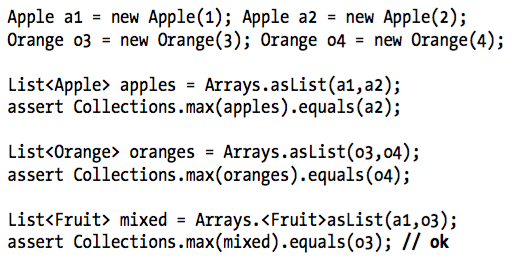 Apple a1 = new Apple(1); Apple a2 = new Apple(2);
Orange o3 = new Orange(3); Orange o4 = new Orange(4);
List<Apple> apples = Arrays.asList(a1,a2);
assert Collections.max(apples).equals(a2);
List<Orange> oranges = Arrays.asList(o3,o4);
assert Collections.max(oranges).equals(o4);
List<Fruit> mixed = Arrays.<Fruit>asList(a1,o3);
assert Collections.max(mixed).equals(o3); // ok